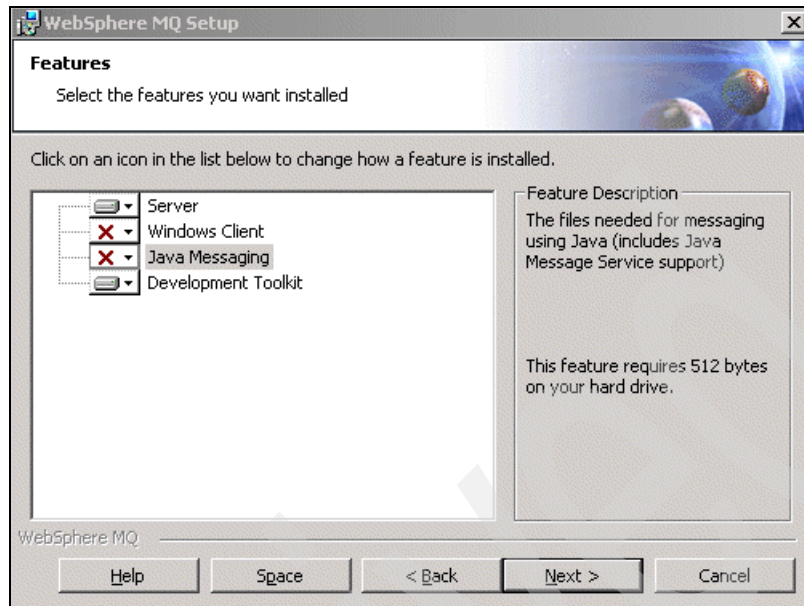 WebSphere MQ Setup
Features
Select the features you want installed
Click on an icon in the list below to change how a feature is installed.
Server
Windows Client
Java Messaging
Development Toolkit
Feature Description
The files needed for messaging
using Java (includes Java
Message Service support)
This feature requires 512 bytes
on your hard drive.
WebSphere MQ
Help
Space
< Back
Next >
Cancel